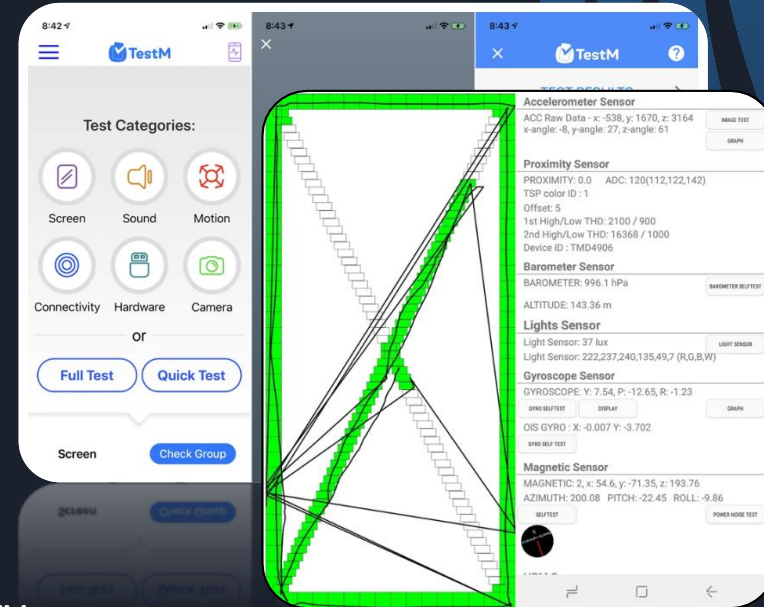 8:42
TestM
Test Categories:
Screen
Sound
Motion
Connectivity
Hardware
Camera
or
Full Test
Quick Test
Screen
Check Group
8:43
8:43
TestM
?
Accelerometer Sensor
ACC Raw Data - x: -538, y: 1670, z: 3164
x-angle: -8, y-angle: 27, z-angle: 61
IMAGE TEST
GRAPH
Proximity Sensor
PROXIMITY: 0.0 ADC: 120(112,122,142)
TSP color ID : 1
Offset: 5
1st High/Low THD: 2100 / 900
2nd High/Low THD: 16368 / 1000
Device ID : TMD4906
Barometer Sensor
BAROMETER: 996.1 hPa
BAROMETER SELFTEST
ALTITUDE: 143.36 m
Lights Sensor
Light Sensor: 37 lux
LIGHT SENSOR
Light Sensor: 222,237,240,135,49,7 (R,G,B,W)
Gyroscope Sensor
GYROSCOPE: Y: 7.54, P: -12.65, R: -1.23
GYRO SELFTEST
DISPLAY
GRAPH
OIS GYRO : X: -0.007 Y: -3.702
GYRO SELF TEST
Magnetic Sensor
MAGNETIC: 2, x: 54.6, y: -71.35, z: 193.76
AZIMUTH: 200.08 PITCH: -22.45 ROLL: -9.86
SELFTEST
POWER NOISE TEST